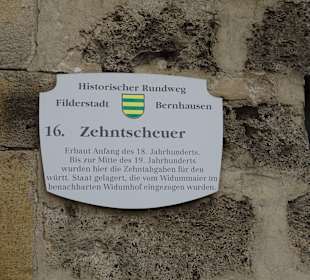 Historischer Rundweg
Filderstadt Bernhausen
16. Zehntscheuer
Erbaut Anfang des 18. Jahrhunderts.
Bis zur Mitte des 19. Jahrhunderts
wurden hier die Zehntabgaben für den
württ. Staat gelagert, die vom Widummaier im
benachbarten Widumhof eingezogen wurden.